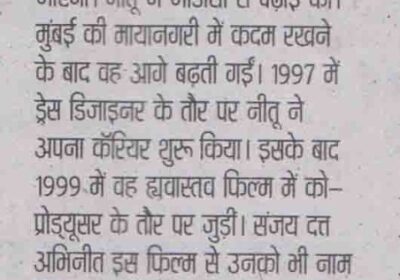 मुंबई की मायानगरी में कदम रखने
के बाद वह आगे बढ़ती गईं। 1997 में
ड्रेस डिजाइनर के तौर पर नीतू ने
अपना कॅरियर शुरू किया। इसके बाद
1999 में वह ह्यवास्तव फिल्म में को-
प्रोड्यूसर के तौर पर जुड़ी। संजय दत्त
अभिनीत इस फिल्म से उनको भी नाम